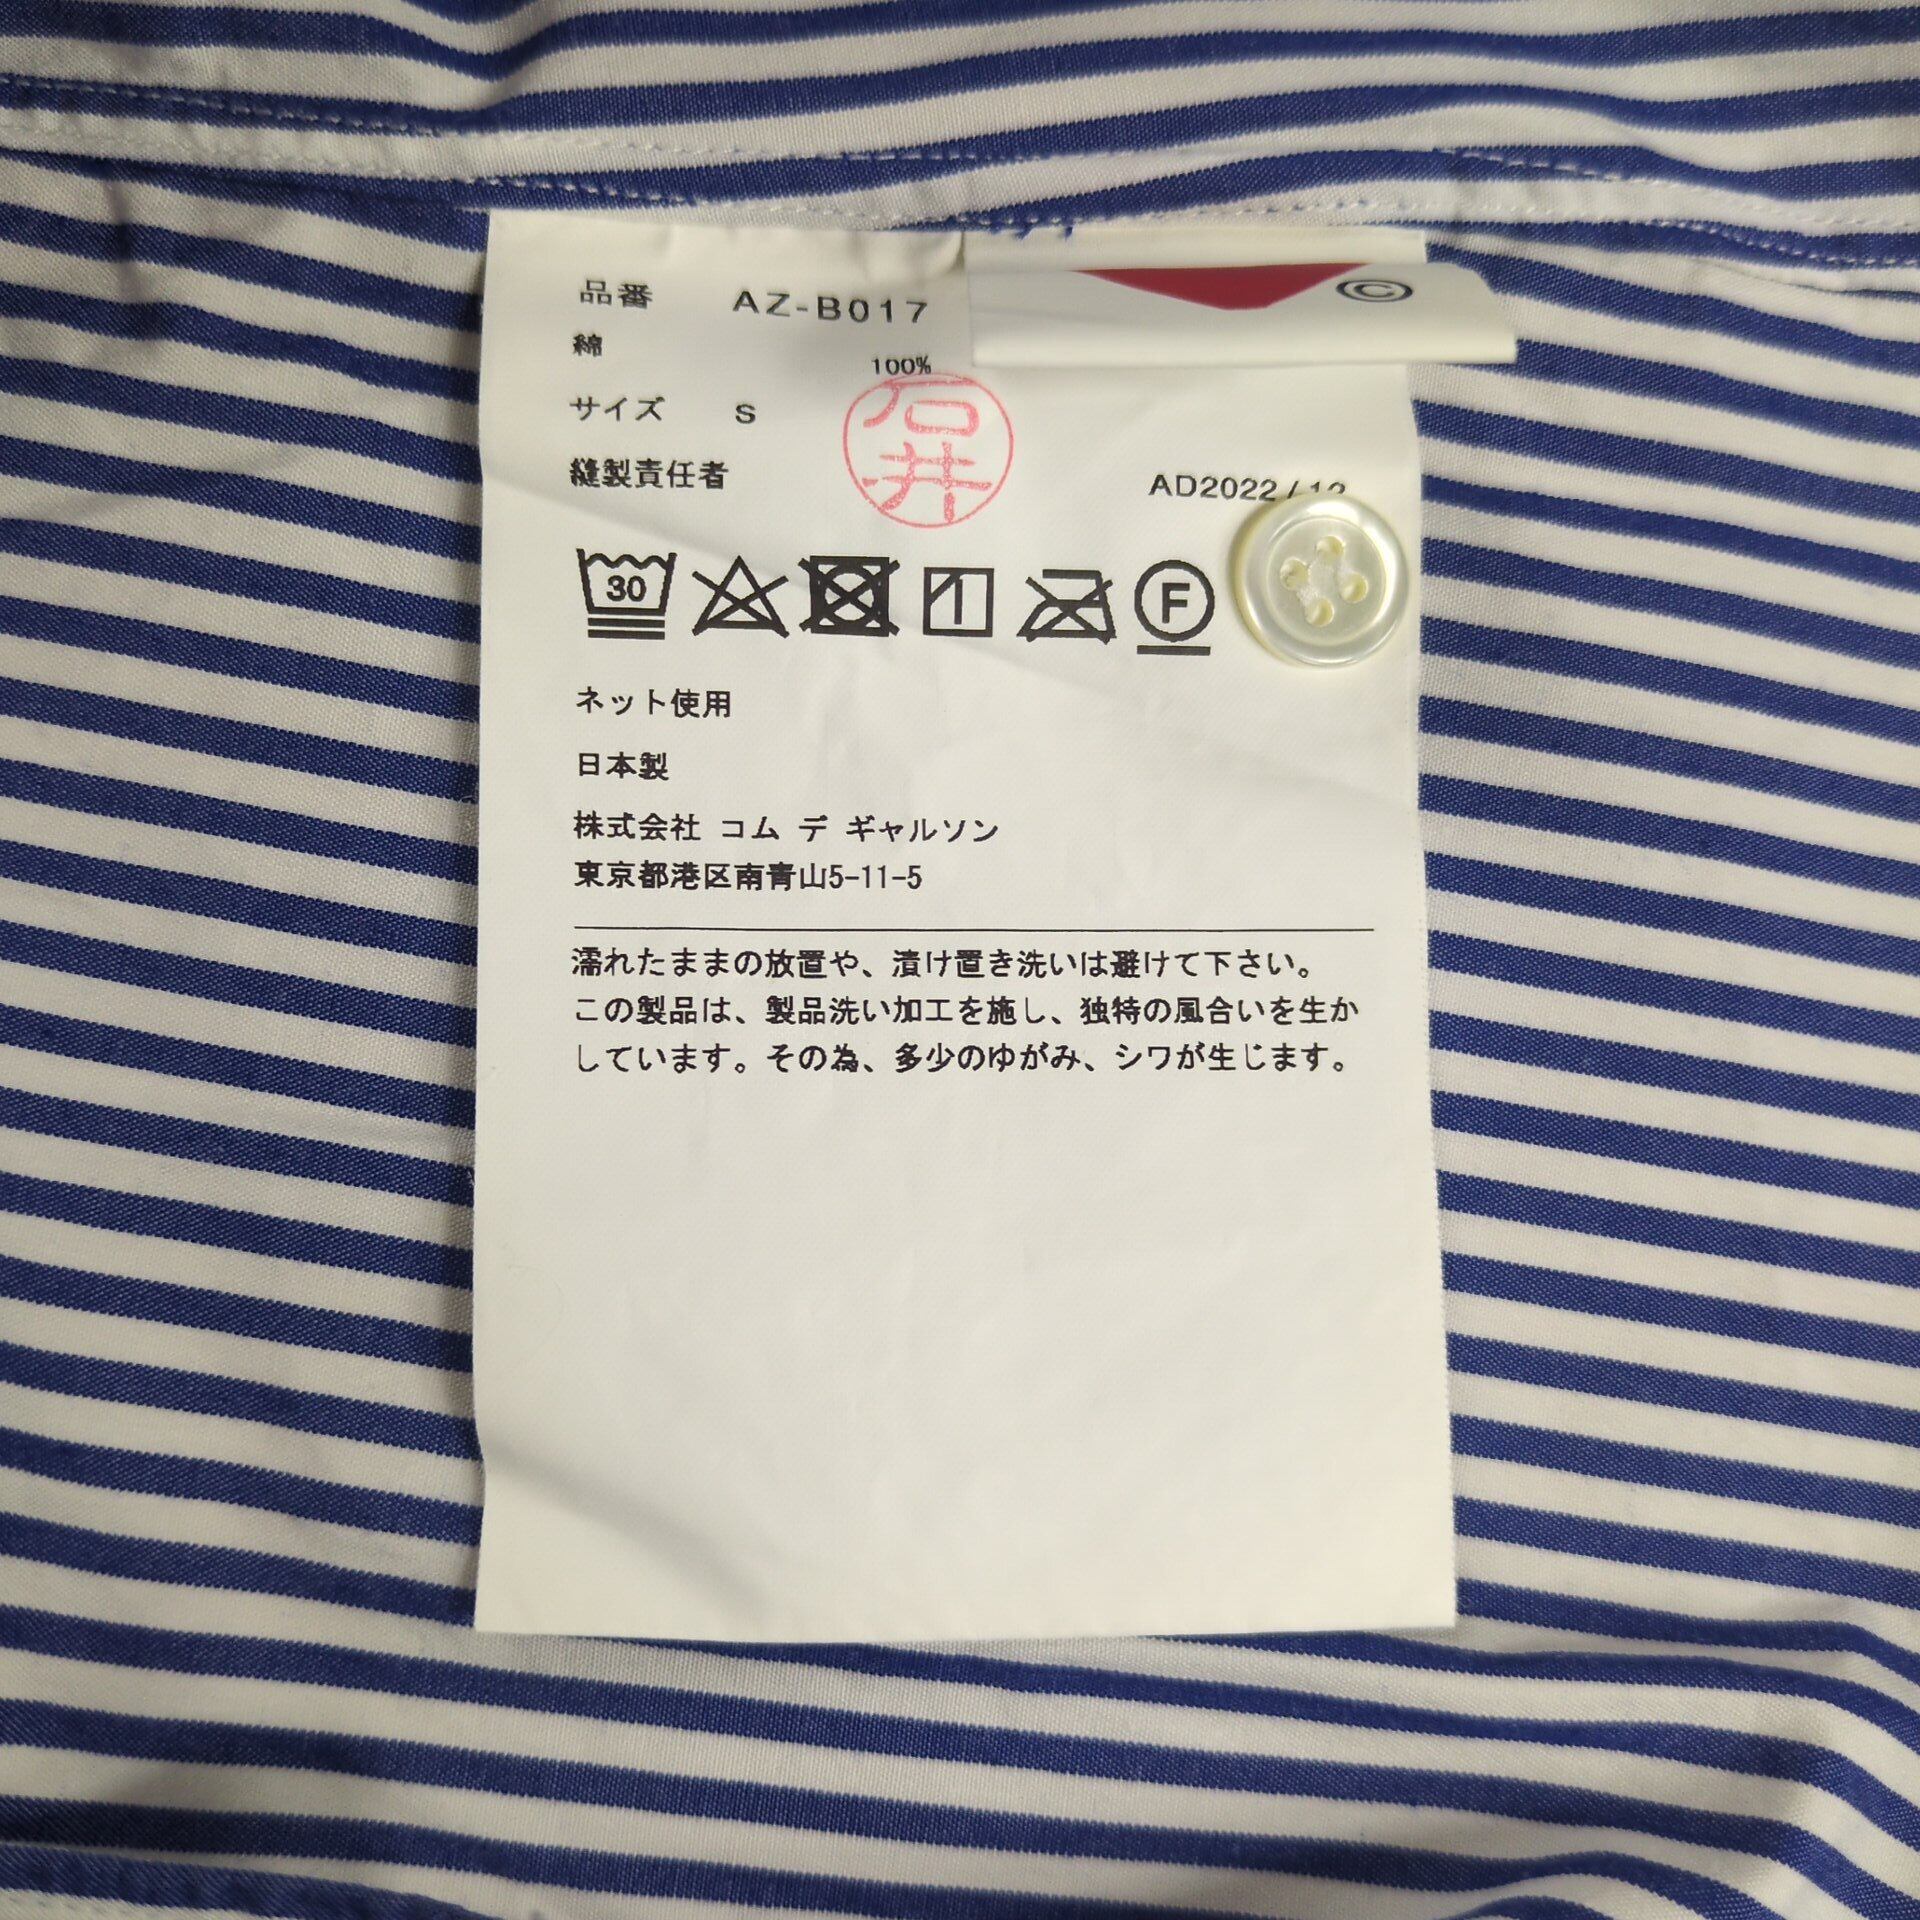 品番 AZ-B017
©
綿 100%
サイズ S
石井
縫製責任者
AD2022 / 12
30
F
ネット使用
日本製
株式会社 コム デ ギャルソン
東京都港区南青山5-11-5
濡れたままの放置や、漬け置き洗いは避けて下さい。
この製品は、製品洗い加工を施し、独特の風合いを生か
しています。その為、多少のゆがみ、シワが生じます。